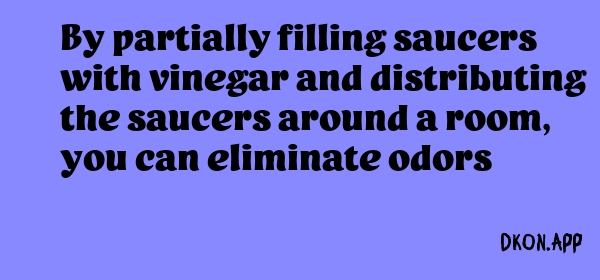 By partially filling saucers
with vinegar and distributing
the saucers around a room,
you can eliminate odors
DKON.APP